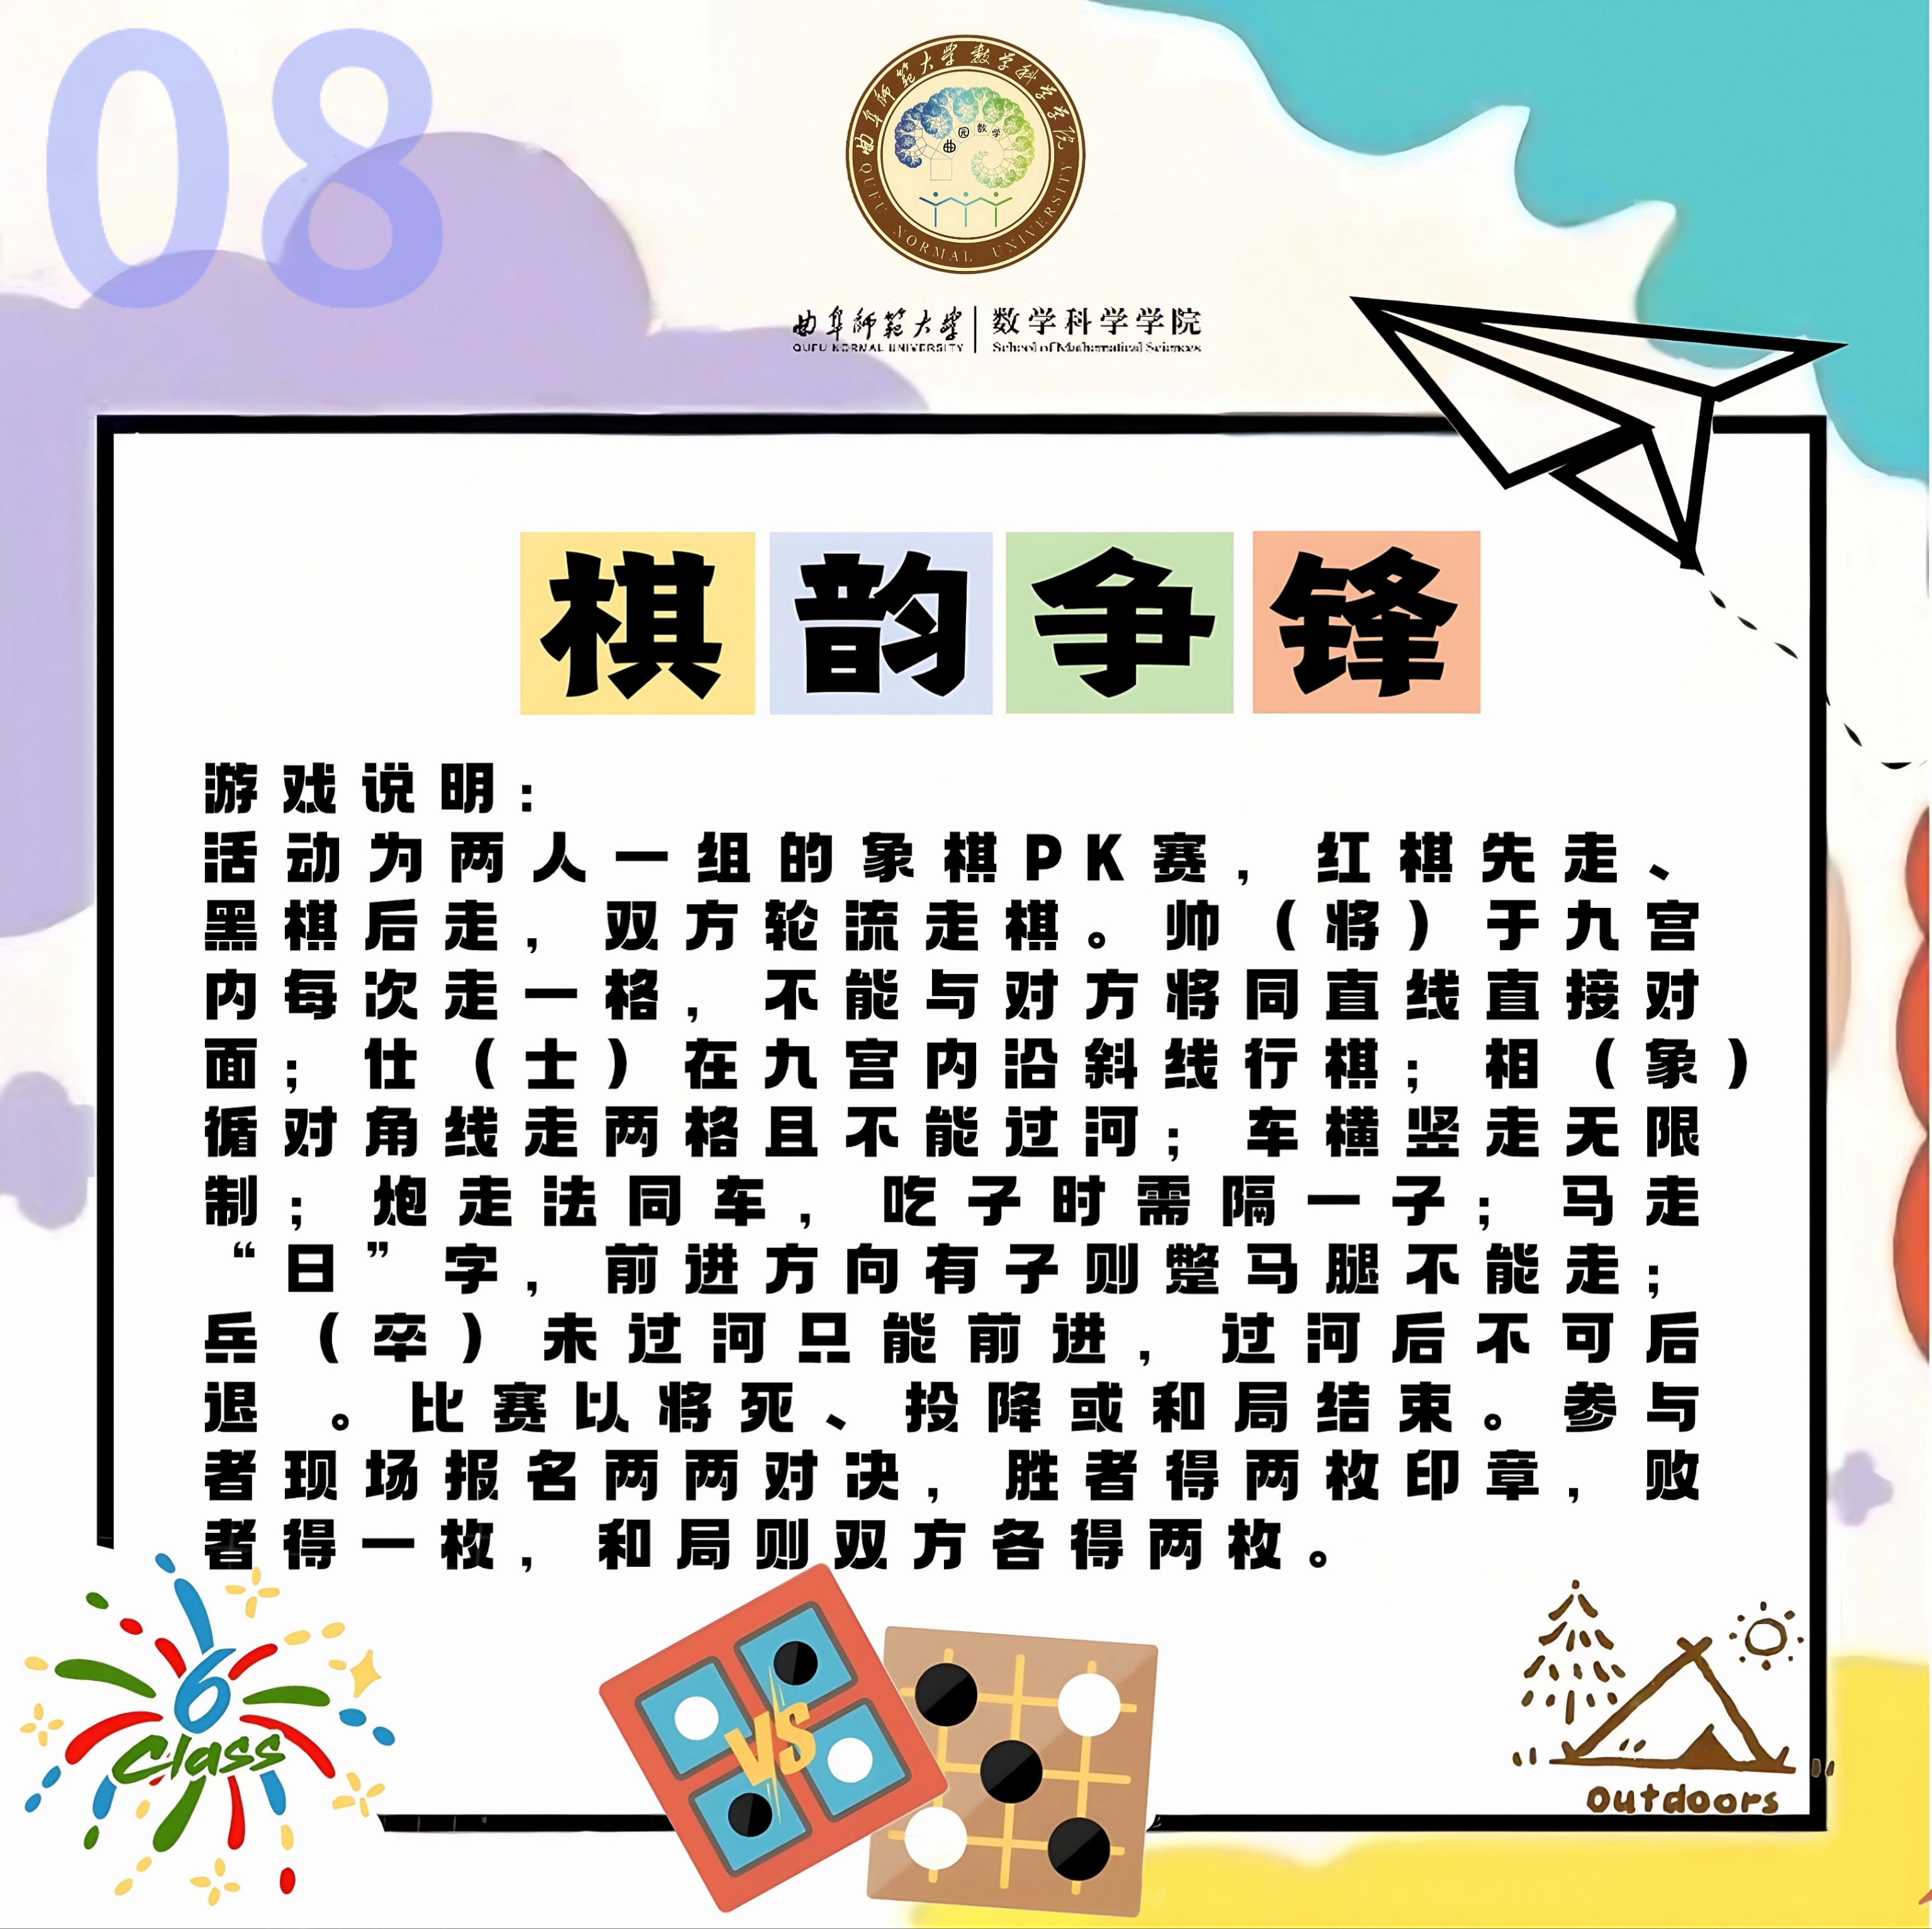 08
曲阜師範大學数学科学学院
曲园数学
QUFU NORMAL UNIVERSITY
曲阜師範大學 | 数学科学学院
QUFU NORMAL UNIVERSITY | School of Mathematical Sciences
棋韵争锋
游戏说明：
活动为两人一组的象棋PK赛，红棋先走、
黑棋后走，双方轮流走棋。帅（将）于九宫
内每次走一格，不能与对方将同直线直接对
面；仕（士）在九宫内沿斜线行棋；相（象）
循对角线走两格且不能过河；车横竖走无限
制；炮走法同车，吃子时需隔一子；马走
“日”字，前进方向有子则蹩马腿不能走；
兵（卒）未过河只能前进，过河后不可后
退。比赛以将死、投降或和局结束。参与
者现场报名两两对决，胜者得两枚印章，败
者得一枚，和局则双方各得两枚。
6
Class
VS
Outdoors